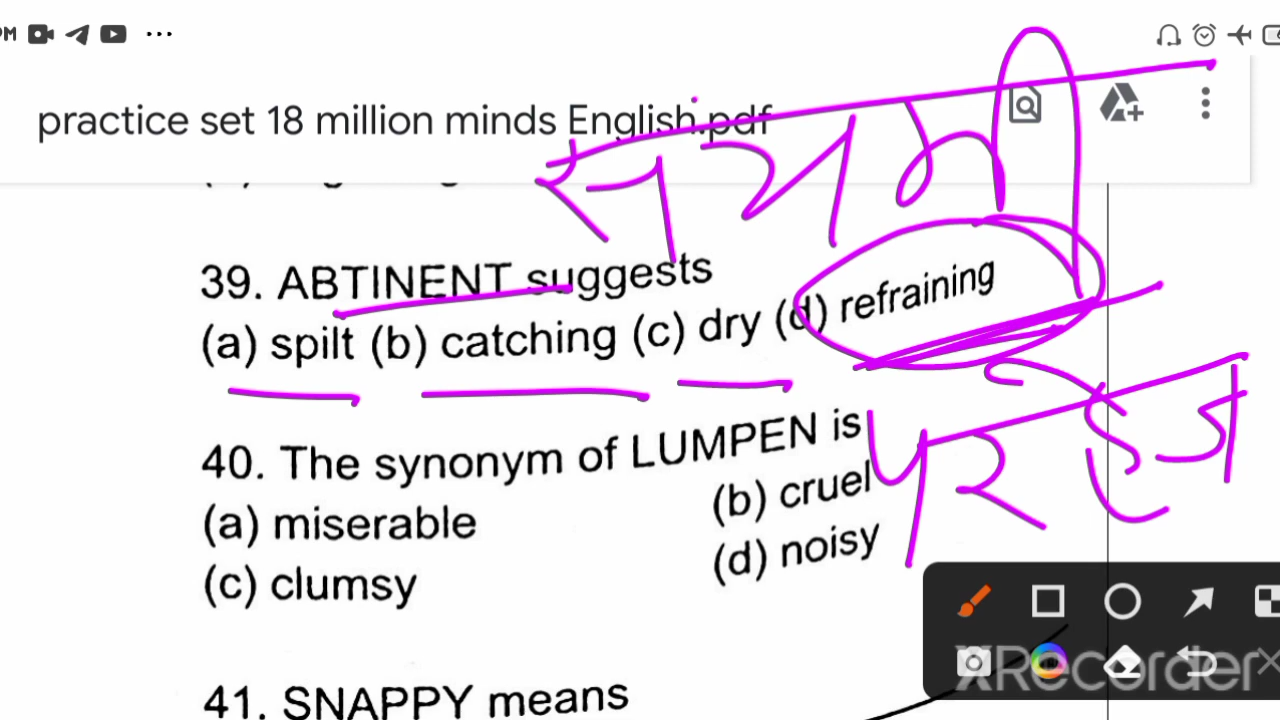 practice set 18 million minds English.pdf
संयमी
39. ABTINENT suggests
(a) spilt (b) catching (c) dry (d) refraining
परहेज
40. The synonym of LUMPEN is
(a) miserable (b) cruel
(c) clumsy (d) noisy
41. SNAPPY means
XRecorder